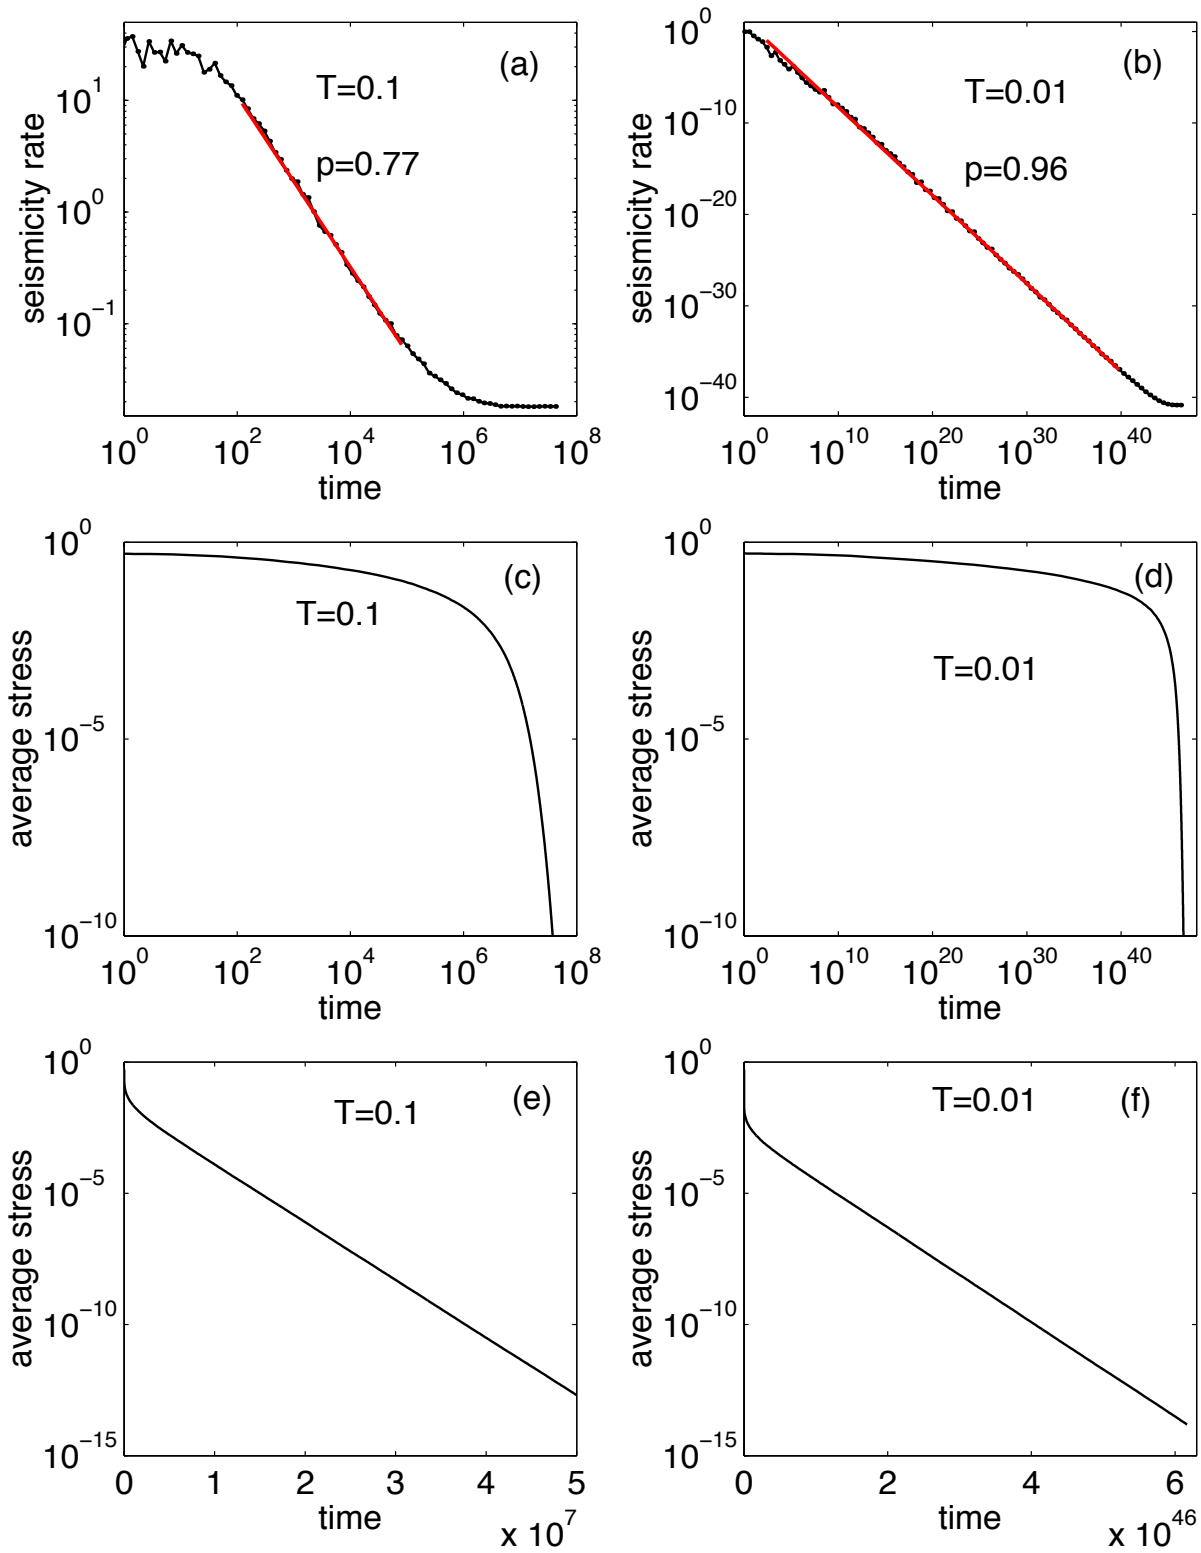 (a)
T=0.1
p=0.77
seismicity rate
10^1
10^0
10^−1
10^0 10^2 10^4 10^6 10^8
time
(b)
T=0.01
p=0.96
seismicity rate
10^0
10^−10
10^−20
10^−30
10^−40
10^0 10^10 10^20 10^30 10^40
time
(c)
T=0.1
average stress
10^0
10^−5
10^−10
10^0 10^2 10^4 10^6 10^8
time
(d)
T=0.01
average stress
10^0
10^−5
10^−10
10^0 10^10 10^20 10^30 10^40
time
(e)
T=0.1
average stress
10^0
10^−5
10^−10
10^−15
0 1 2 3 4 5
time
x 10^7
(f)
T=0.01
average stress
10^0
10^−5
10^−10
10^−15
0 2 4 6
time
x 10^46